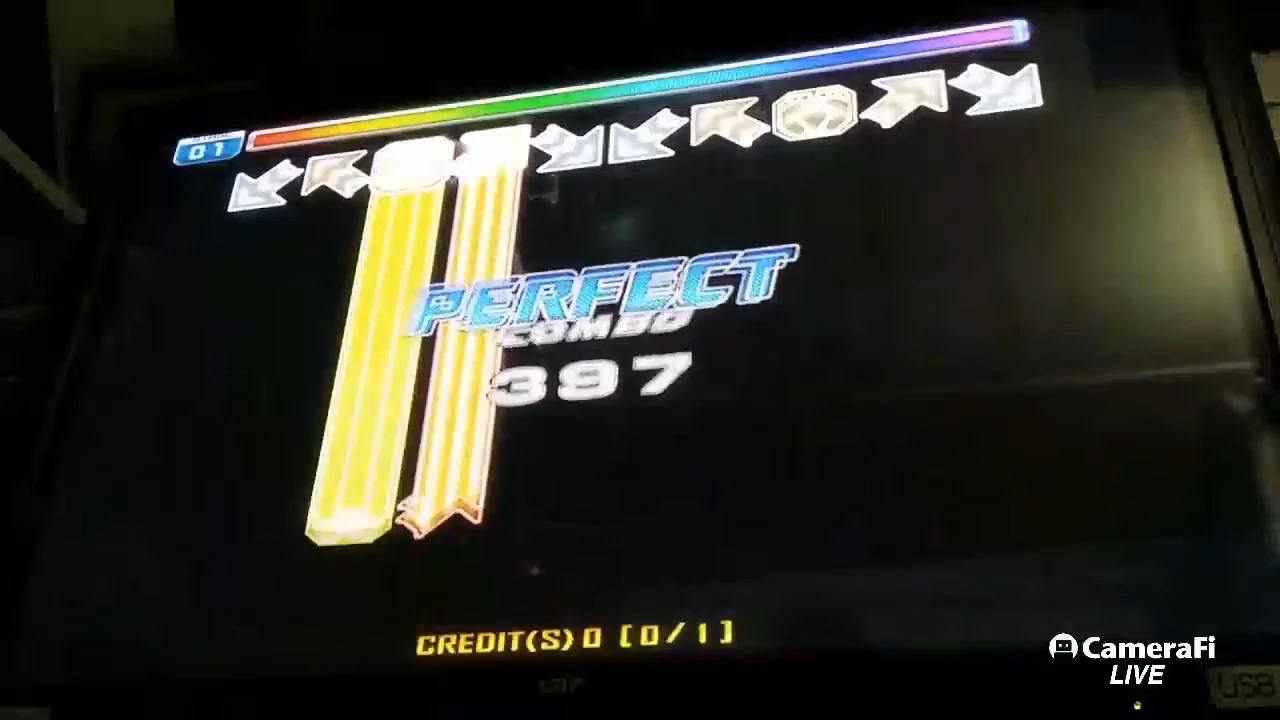 01
PERFECT
COMBO
397
CREDIT(S) 0 [0/1]
CameraFi
LIVE
USB